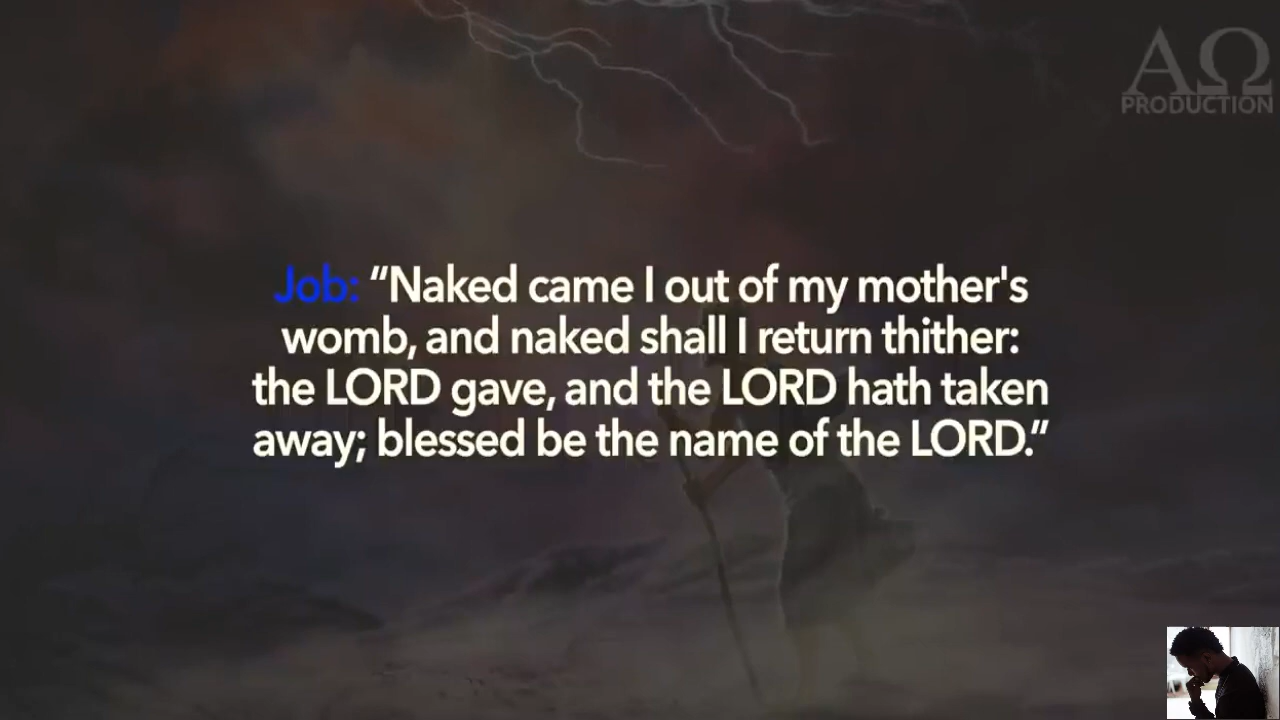 ΑΩ
PRODUCTION
Job: “Naked came I out of my mother's
womb, and naked shall I return thither:
the LORD gave, and the LORD hath taken
away; blessed be the name of the LORD.”